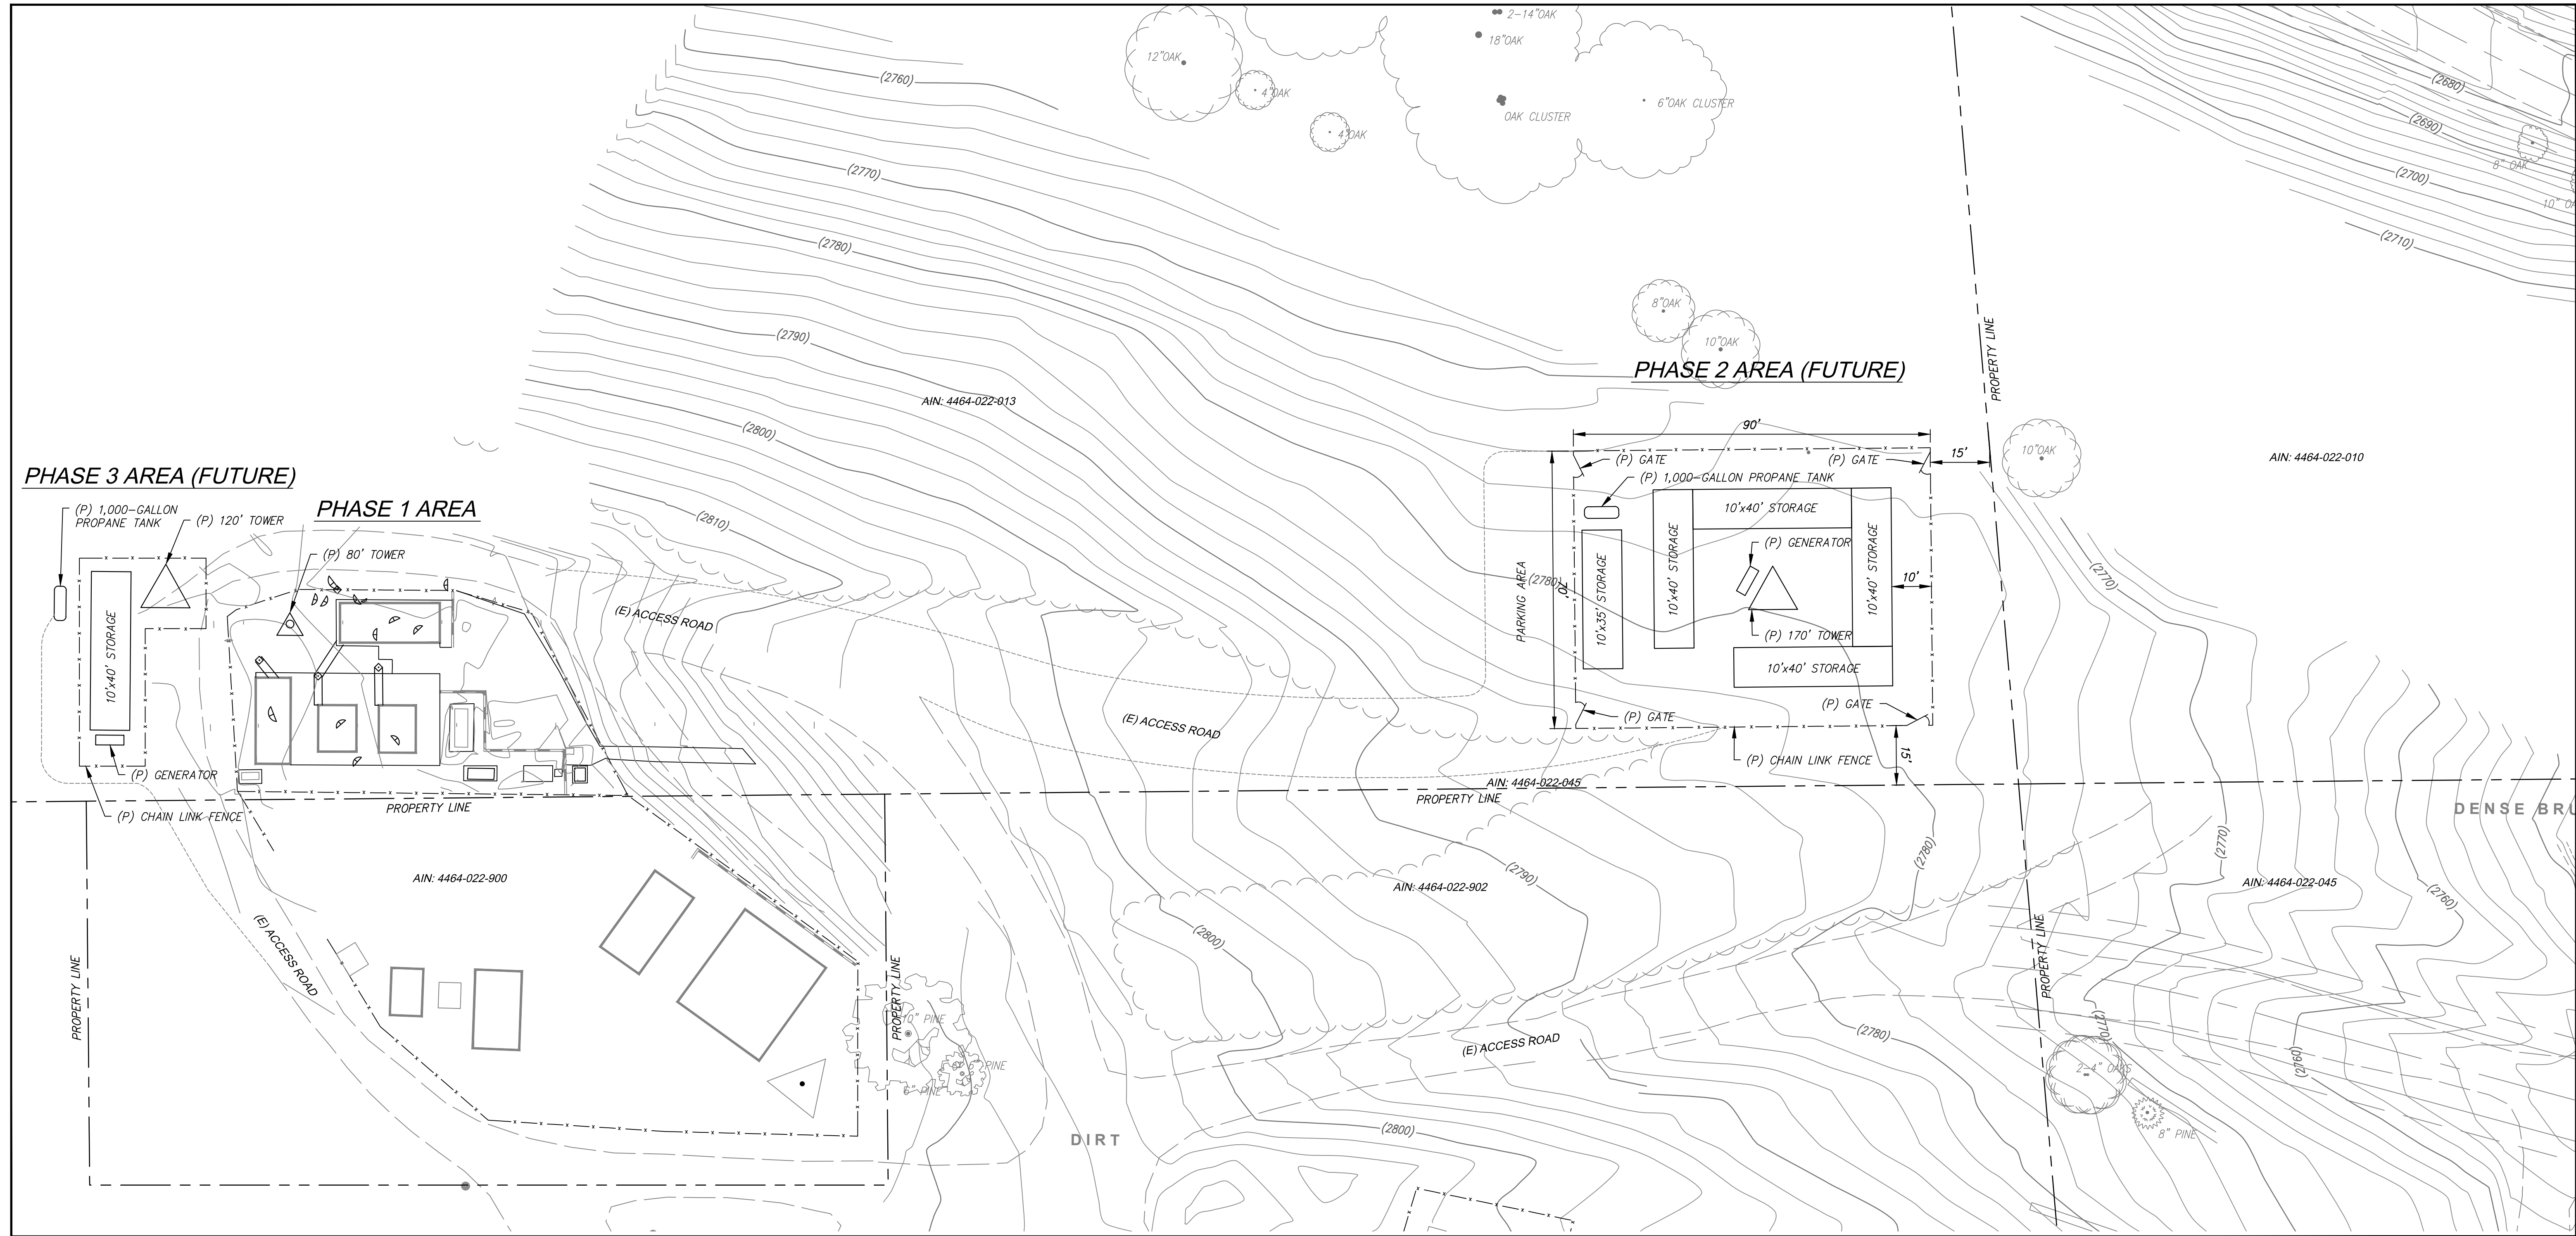 2-14"OAK
18"OAK
12"OAK
4"OAK
4"OAK
OAK CLUSTER
6"OAK CLUSTER
(2760)
(2770)
(2780)
(2790)
(2800)
(2810)
(2680)
(2690)
(2700)
(2710)
8" OAK
8"OAK
10"OAK
PROPERTY LINE
AIN: 4464-022-013
PHASE 2 AREA (FUTURE)
90'
15'
10"OAK
AIN: 4464-022-010
(P) GATE
(P) GATE
(P) 1,000-GALLON PROPANE TANK
10'x40' STORAGE
10'x35' STORAGE
10'x40' STORAGE
10'x40' STORAGE
10'x40' STORAGE
(P) GENERATOR
(P) 170' TOWER
10'
PARKING AREA
70'
(2780)
(2770)
(P) GATE
(P) GATE
(P) CHAIN LINK FENCE
15'
PHASE 3 AREA (FUTURE)
PHASE 1 AREA
(P) 1,000-GALLON
PROPANE TANK
(P) 120' TOWER
(P) 80' TOWER
10'x40' STORAGE
(P) GENERATOR
(P) CHAIN LINK FENCE
(E) ACCESS ROAD
(E) ACCESS ROAD
PROPERTY LINE
AIN: 4464-022-045
PROPERTY LINE
AIN: 4464-022-900
AIN: 4464-022-902
AIN: 4464-022-045
DENSE
(2800)
(2790)
(2780)
(2770)
(2760)
(E) ACCESS ROAD
PROPERTY LINE
PROPERTY LINE
PROPERTY LINE
10" PINE
6" PINE
6" PINE
(E) ACCESS ROAD
(2780)
(2770)
(2760)
2-4" OAKS
8" PINE
(2800)
DIRT